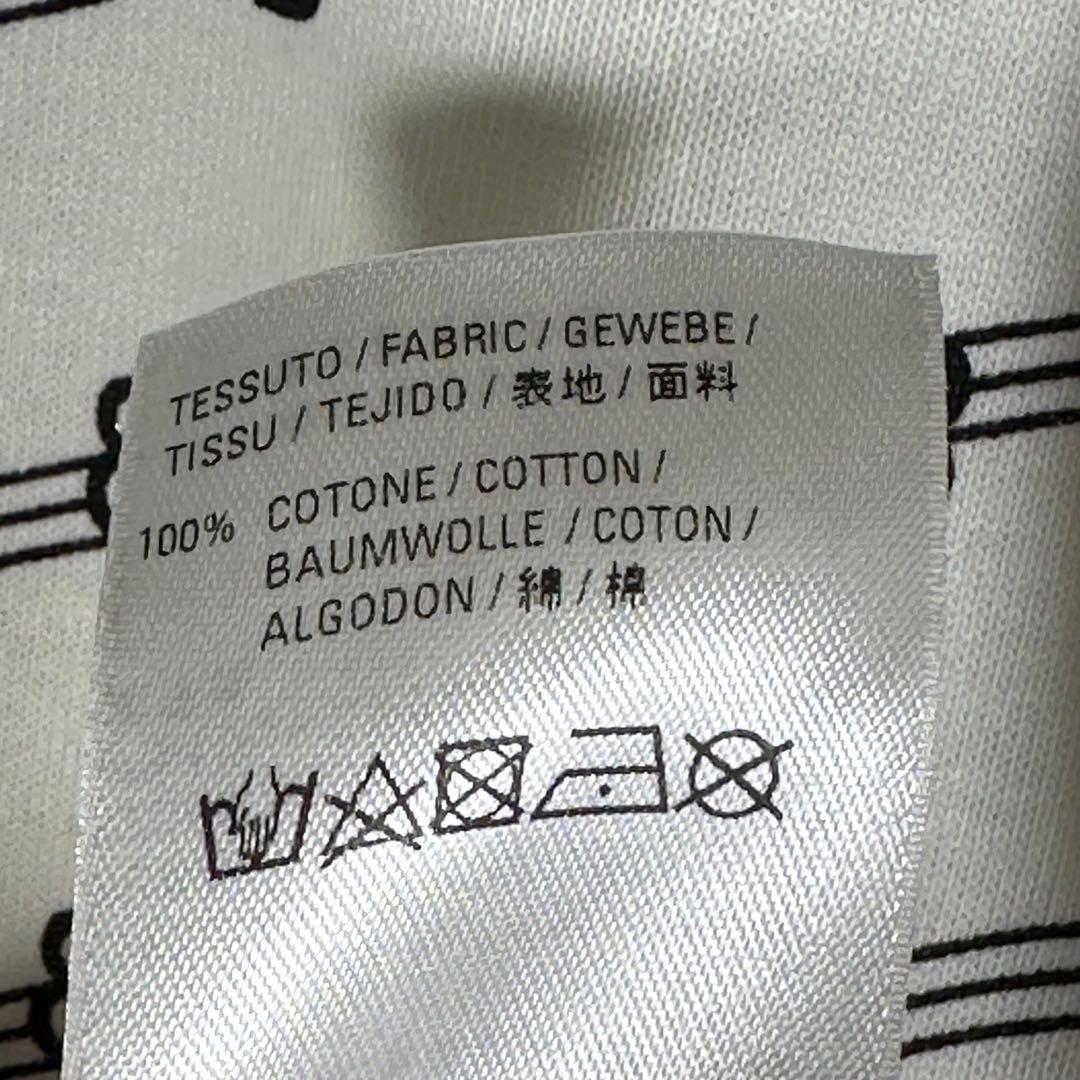 TESSUTO / FABRIC / GEWEBE /
TISSU / TEJIDO / 表地 / 面料
100% COTONE / COTTON /
BAUMWOLLE / COTON /
ALGODON / 綿 / 棉